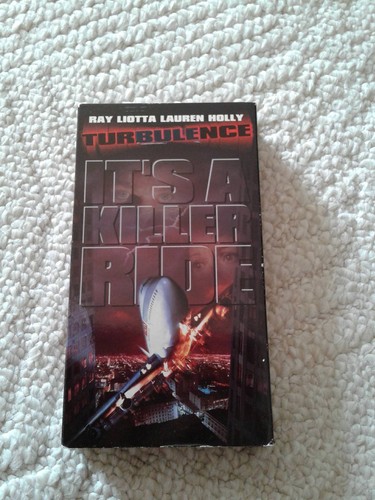 RAY LIOTTA LAUREN HOLLY
TURBULENCE
IT'S A
KILLER
RIDE